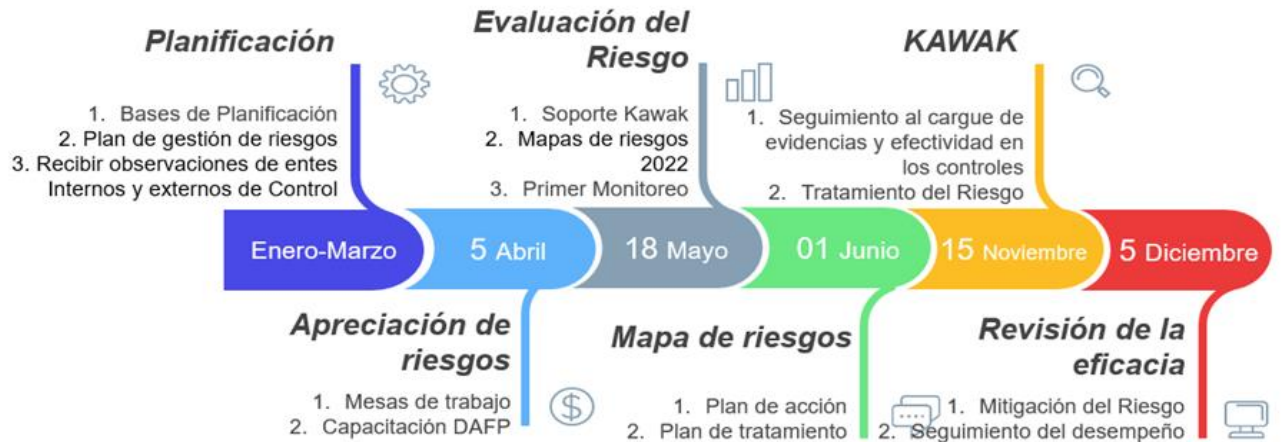 Planificación
1. Bases de Planificación
2. Plan de gestión de riesgos
3. Recibir observaciones de entes
Internos y externos de Control
Evaluación del
Riesgo
1. Soporte Kawak
2. Mapas de riesgos
2022
3. Primer Monitoreo
KAWAK
1. Seguimiento al cargue de
evidencias y efectividad en
los controles
2. Tratamiento del Riesgo
Enero-Marzo
5 Abril
18 Mayo
01 Junio
15 Noviembre
5 Diciembre
Apreciación de
riesgos
1. Mesas de trabajo
2. Capacitación DAFP
$
Mapa de riesgos
1. Plan de acción
2. Plan de tratamiento
Revisión de la
eficacia
1. Mitigación del Riesgo
2. Seguimiento del desempeño